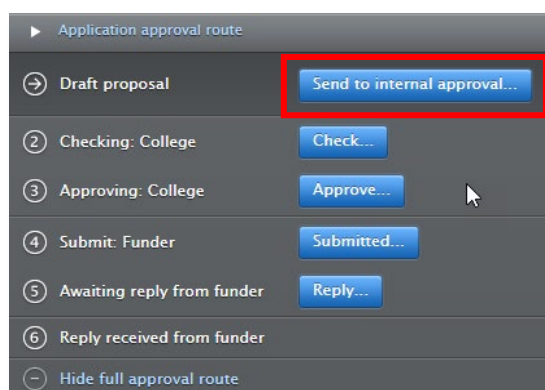 Application approval route
Draft proposal Send to internal approval...
2 Checking: College Check...
3 Approving: College Approve...
4 Submit: Funder Submitted...
5 Awaiting reply from funder Reply...
6 Reply received from funder
Hide full approval route